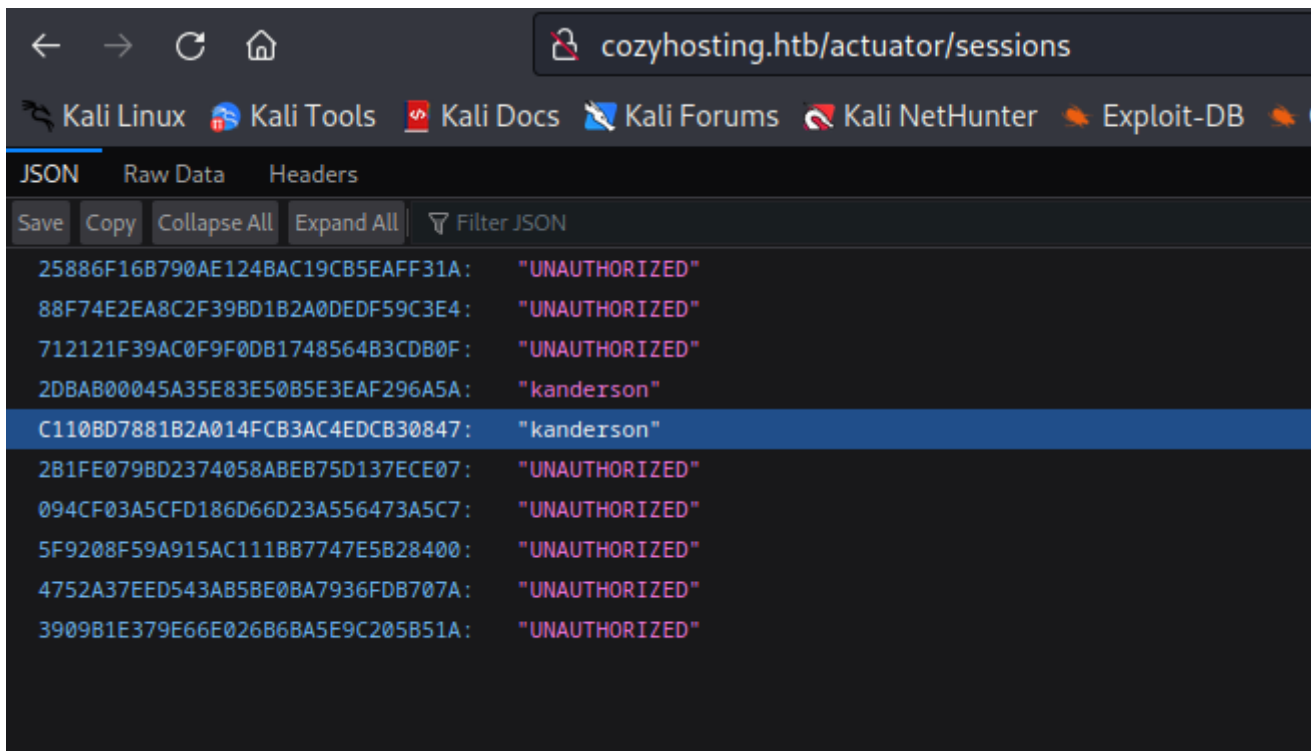 cozyhosting.htb/actuator/sessions
Kali Linux Kali Tools Kali Docs Kali Forums Kali NetHunter Exploit-DB
JSON Raw Data Headers
Save Copy Collapse All Expand All Filter JSON
25886F16B790AE124BAC19CB5EAFF31A: "UNAUTHORIZED"
88F74E2EA8C2F39BD1B2A0DEDF59C3E4: "UNAUTHORIZED"
712121F39AC0F9F0DB1748564B3CDB0F: "UNAUTHORIZED"
2DBAB00045A35E83E50B5E3EAF296A5A: "kanderson"
C110BD7881B2A014FCB3AC4EDCB30847: "kanderson"
2B1FE079BD2374058ABEB75D137ECE07: "UNAUTHORIZED"
094CF03A5CFD186D66D23A556473A5C7: "UNAUTHORIZED"
5F9208F59A915AC111BB7747E5B28400: "UNAUTHORIZED"
4752A37EED543AB5BE0BA7936FDB707A: "UNAUTHORIZED"
3909B1E379E66E026B6BA5E9C205B51A: "UNAUTHORIZED"